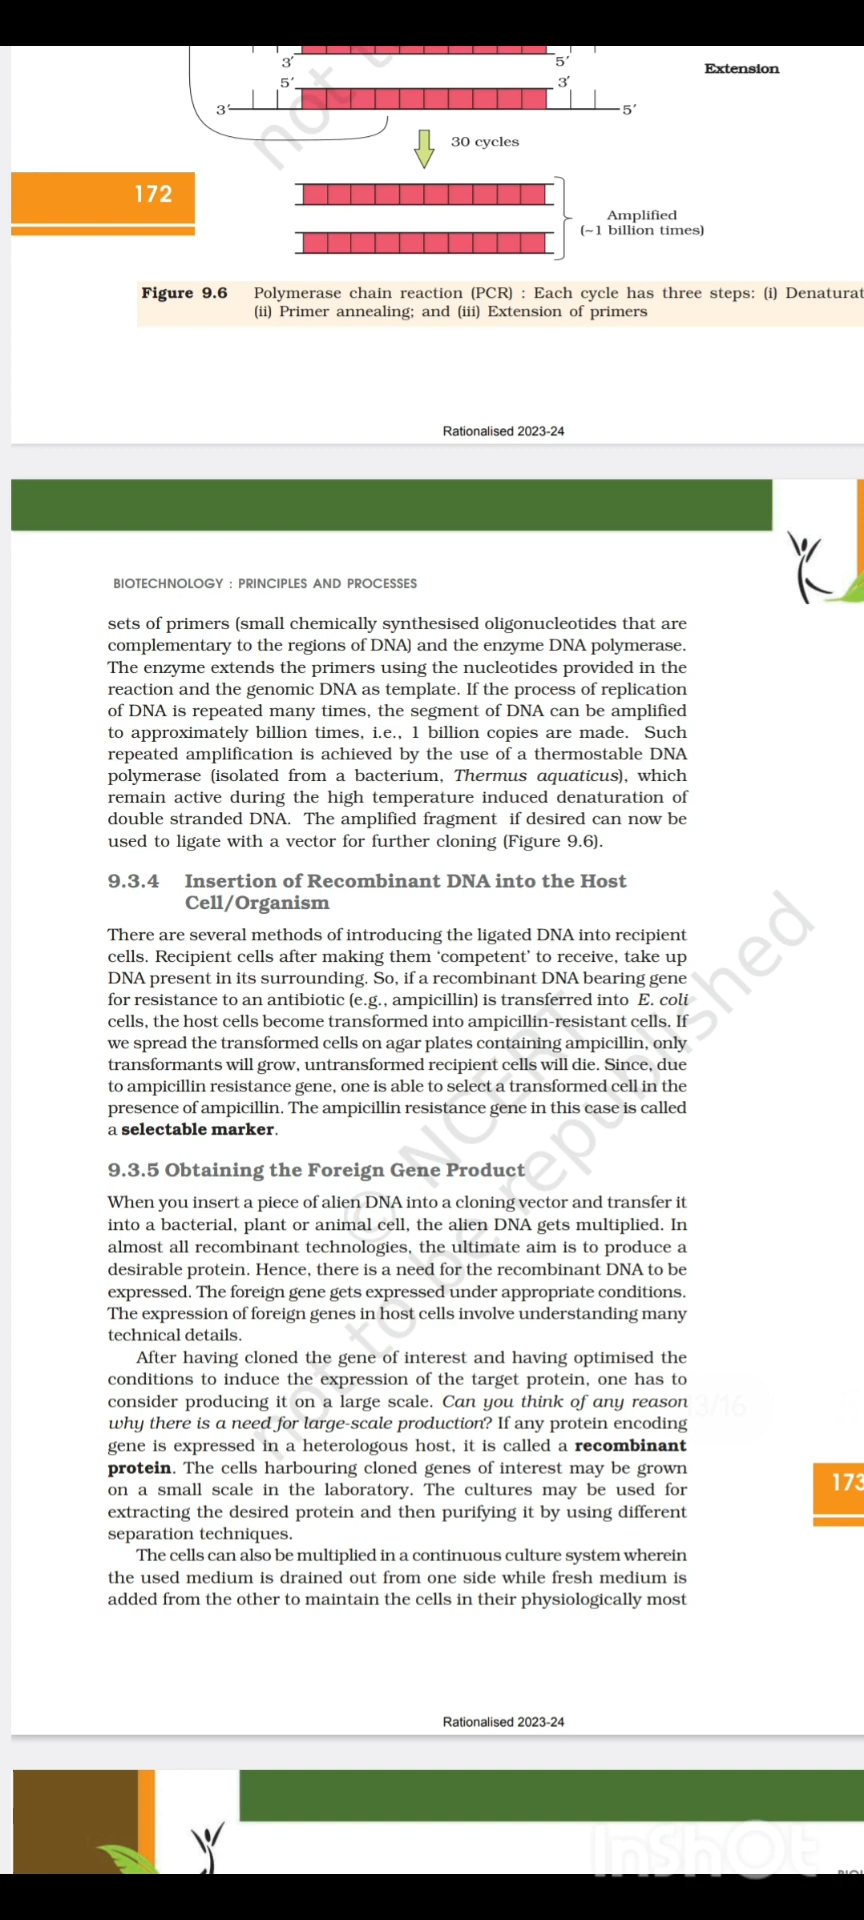 3′
5′
Extension
5′
3′
3′
5′
30 cycles
172
Amplified
(~1 billion times)
Figure 9.6 Polymerase chain reaction (PCR) : Each cycle has three steps: (i) Denaturat
(ii) Primer annealing; and (iii) Extension of primers
Rationalised 2023-24
BIOTECHNOLOGY : PRINCIPLES AND PROCESSES
sets of primers (small chemically synthesised oligonucleotides that are
complementary to the regions of DNA) and the enzyme DNA polymerase.
The enzyme extends the primers using the nucleotides provided in the
reaction and the genomic DNA as template. If the process of replication
of DNA is repeated many times, the segment of DNA can be amplified
to approximately billion times, i.e., 1 billion copies are made. Such
repeated amplification is achieved by the use of a thermostable DNA
polymerase (isolated from a bacterium, Thermus aquaticus), which
remain active during the high temperature induced denaturation of
double stranded DNA. The amplified fragment if desired can now be
used to ligate with a vector for further cloning (Figure 9.6).
9.3.4 Insertion of Recombinant DNA into the Host
Cell/Organism
There are several methods of introducing the ligated DNA into recipient
cells. Recipient cells after making them ‘competent’ to receive, take up
DNA present in its surrounding. So, if a recombinant DNA bearing gene
for resistance to an antibiotic (e.g., ampicillin) is transferred into E. coli
cells, the host cells become transformed into ampicillin-resistant cells. If
we spread the transformed cells on agar plates containing ampicillin, only
transformants will grow, untransformed recipient cells will die. Since, due
to ampicillin resistance gene, one is able to select a transformed cell in the
presence of ampicillin. The ampicillin resistance gene in this case is called
a selectable marker.
9.3.5 Obtaining the Foreign Gene Product
When you insert a piece of alien DNA into a cloning vector and transfer it
into a bacterial, plant or animal cell, the alien DNA gets multiplied. In
almost all recombinant technologies, the ultimate aim is to produce a
desirable protein. Hence, there is a need for the recombinant DNA to be
expressed. The foreign gene gets expressed under appropriate conditions.
The expression of foreign genes in host cells involve understanding many
technical details.
After having cloned the gene of interest and having optimised the
conditions to induce the expression of the target protein, one has to
consider producing it on a large scale. Can you think of any reason
why there is a need for large-scale production? If any protein encoding
gene is expressed in a heterologous host, it is called a recombinant
protein. The cells harbouring cloned genes of interest may be grown
on a small scale in the laboratory. The cultures may be used for
extracting the desired protein and then purifying it by using different
separation techniques.
The cells can also be multiplied in a continuous culture system wherein
the used medium is drained out from one side while fresh medium is
added from the other to maintain the cells in their physiologically most
13/16
173
Rationalised 2023-24
© NCERT
not to be republished
not
InShOt